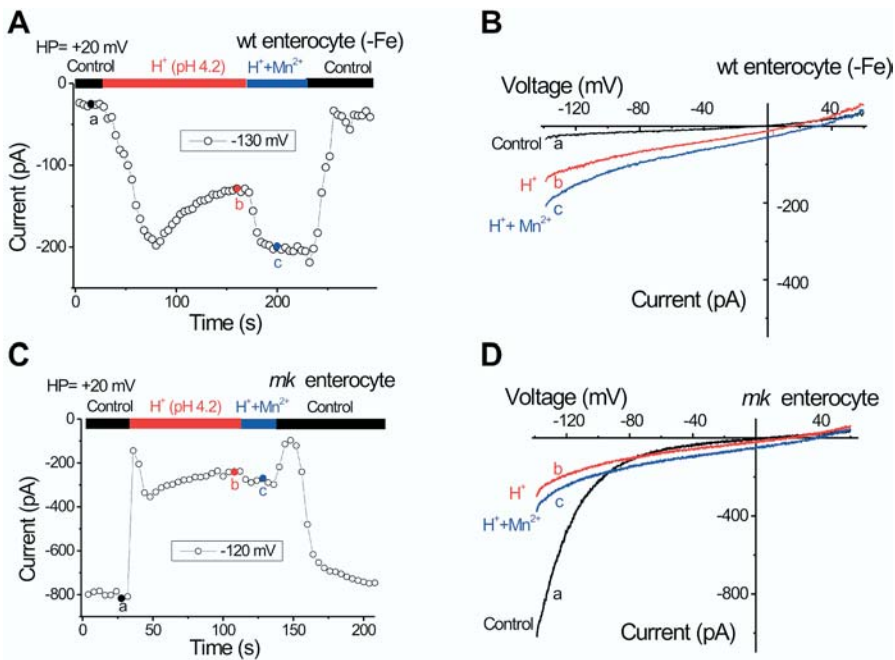 A
HP= +20 mV
wt enterocyte (-Fe)
Control H⁺ (pH 4.2) H⁺+Mn²⁺ Control
0
-100
-200
a
-130 mV
b
c
Current (pA)
0 100 200
Time (s)
B
wt enterocyte (-Fe)
Voltage (mV)
-120 -80 -40 40
Control
a
H⁺
b
H⁺+ Mn²⁺
c
-200
-400
Current (pA)
C
HP= +20 mV
mk enterocyte
Control H⁺ (pH 4.2) H⁺+Mn²⁺ Control
0
-200
-400
-600
-800
b
c
-120 mV
a
Current (pA)
0 50 100 150 200
Time (s)
D
Voltage (mV)
mk enterocyte
-120 -80 -40 40
b
H⁺
c
H⁺+Mn²⁺
a
Control
-400
-600
-800
Current (pA)